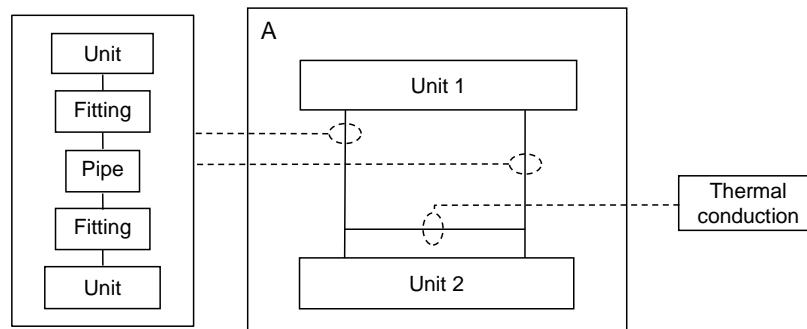 Unit
Fitting
Pipe
Fitting
Unit
A
Unit 1
Unit 2
Thermal
conduction